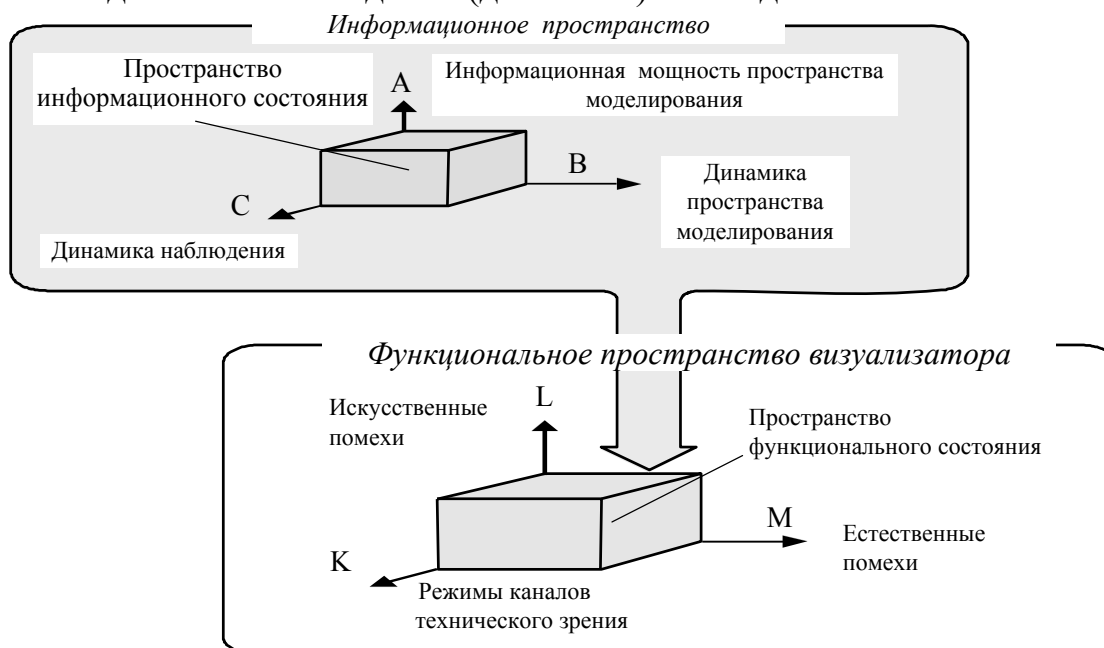 Информационное пространство
Пространство
информационного состояния
A
Информационная мощность пространства
моделирования
B
Динамика
пространства
моделирования
C
Динамика наблюдения
Функциональное пространство визуализатора
Искусственные
помехи
L
Пространство
функционального состояния
M
Естественные
помехи
K
Режимы каналов
технического зрения